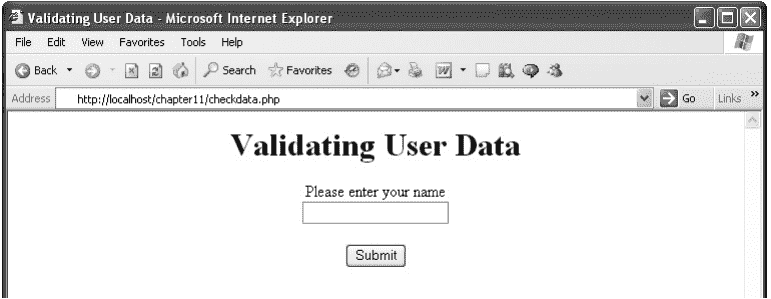 Validating User Data - Microsoft Internet Explorer
File Edit View Favorites Tools Help
Back Search Favorites
Address http://localhost/chapter11/checkdata.php Go Links »
Validating User Data
Please enter your name
Submit